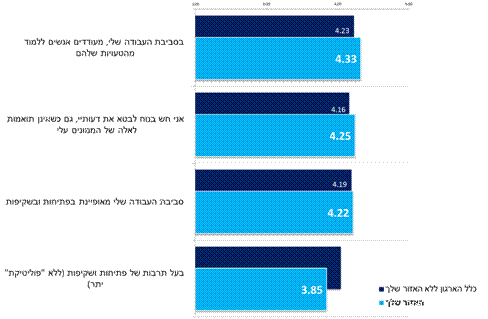 4.23
בסביבת העבודה שלי, מעודדים אנשים ללמוד
מהטעויות שלהם
4.33
4.16
אני חש בנוח לבטא את דעותיי, גם כשאינן תואמות
לאלה של הממונים עלי
4.25
4.19
סביבת העבודה שלי מאופיינת בפתיחות ובשקיפות
4.22
בעל תרבות של פתיחות ושקיפות (ללא "פוליטיקת"
יתר)
3.85
כלל הארגון ללא האזור שלך
האזור שלך